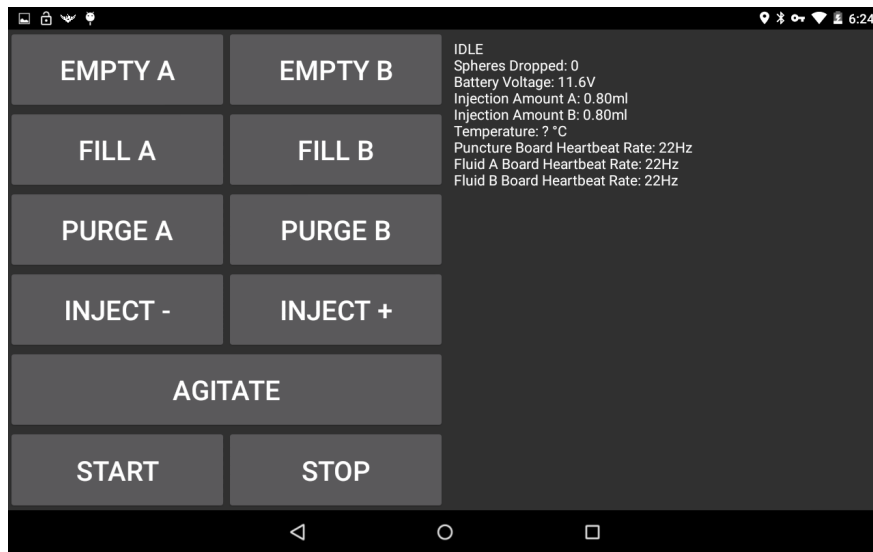 6:24
EMPTY A
EMPTY B
FILL A
FILL B
PURGE A
PURGE B
INJECT -
INJECT +
AGITATE
START
STOP
IDLE
Spheres Dropped: 0
Battery Voltage: 11.6V
Injection Amount A: 0.80ml
Injection Amount B: 0.80ml
Temperature: ? °C
Puncture Board Heartbeat Rate: 22Hz
Fluid A Board Heartbeat Rate: 22Hz
Fluid B Board Heartbeat Rate: 22Hz